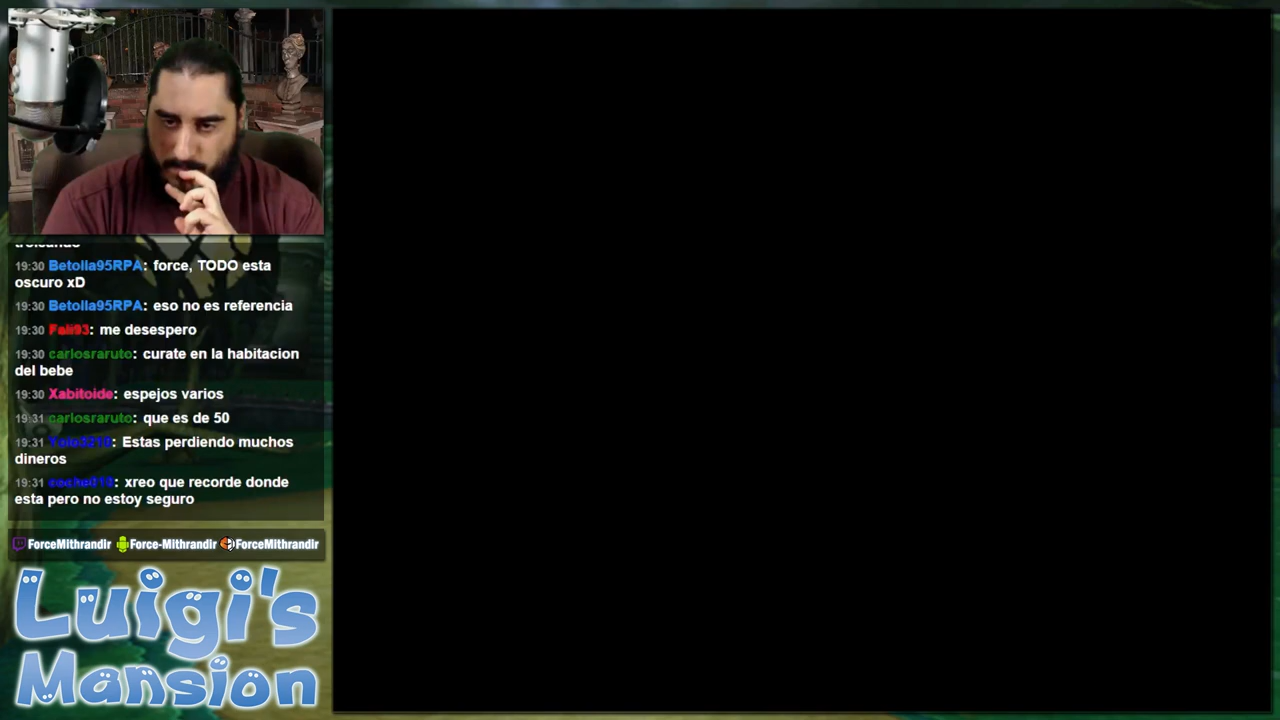 19:30 Betolla95RPA: force, TODO esta
oscuro xD
19:30 Betolla95RPA: eso no es referencia
19:30 Fali93: me desespero
19:30 carlosraruto: curate en la habitacion
del bebe
19:30 Xabitoide: espejos varios
19:31 carlosraruto: que es de 50
19:31 Estas perdiendo muchos
dineros
19:31 xreo que recorde donde
esta pero no estoy seguro
ForceMithrandir Force-Mithrandir ForceMithrandir
Luigi's
Mansion